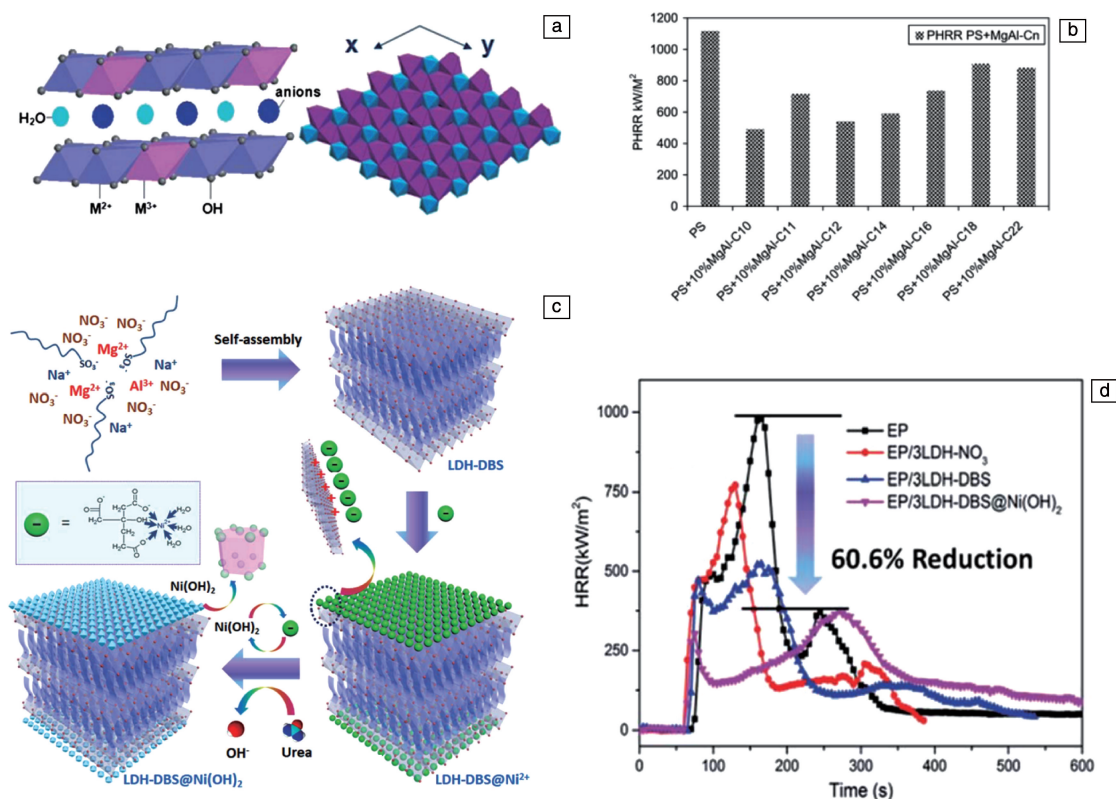 a
x
y
anions
H₂O
M²⁺
M³⁺
OH
b
PHRR PS+MgAl-Cn
PHRR kW/M²
1200
1000
800
600
400
200
0
PS
PS+10%MgAl-C10
PS+10%MgAl-C11
PS+10%MgAl-C12
PS+10%MgAl-C14
PS+10%MgAl-C16
PS+10%MgAl-C18
PS+10%MgAl-C22
c
NO₃⁻
NO₃⁻
NO₃⁻
Mg²⁺
SO₃⁻
SO₃⁻
Na⁺
Na⁺
Mg²⁺
Al³⁺
NO₃⁻
SO₃⁻
NO₃⁻
NO₃⁻
NO₃⁻
Na⁺
Self-assembly
LDH-DBS
+
+
+
+
+
−
−
−
−
−
−
− =
Ni²⁺
H₂O
H₂O
H₂O
Ni(OH)₂
Ni(OH)₂
−
OH⁻
Urea
LDH-DBS@Ni(OH)₂
LDH-DBS@Ni²⁺
d
HRR(kW/m²)
1000
750
500
250
0
EP
EP/3LDH-NO₃
EP/3LDH-DBS
EP/3LDH-DBS@Ni(OH)₂
60.6% Reduction
0
100
200
300
400
500
600
Time (s)